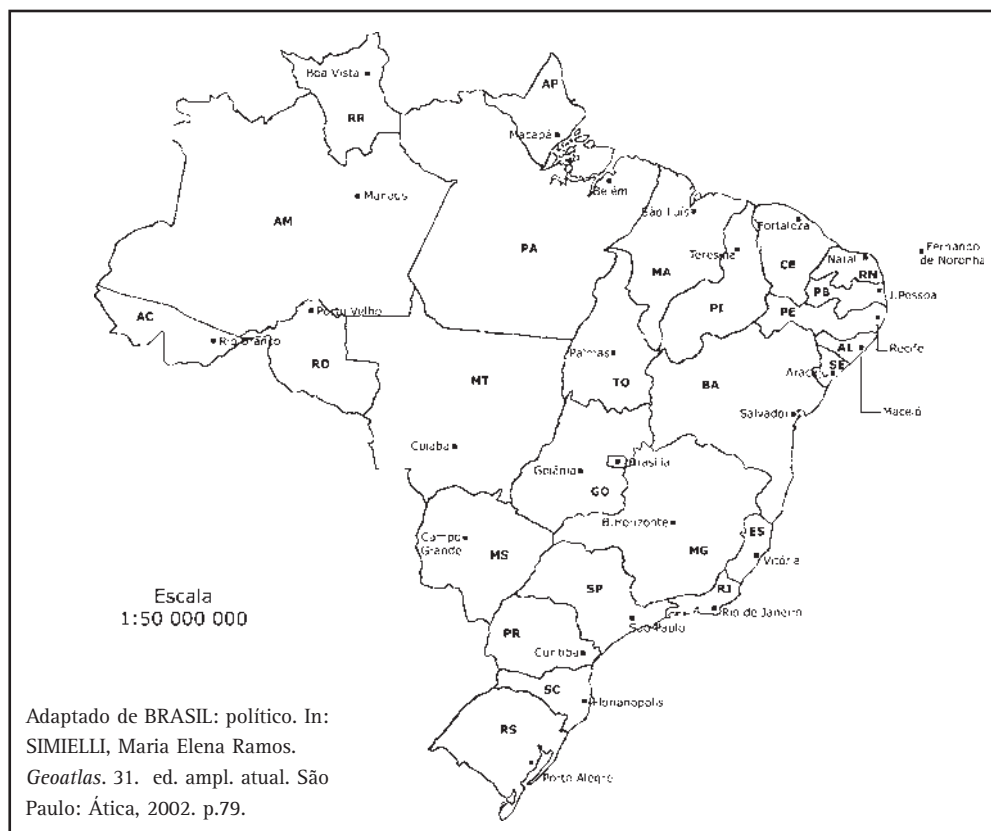 Boa Vista
RR
AP
Macapá
Belém
São Luís
Fortaleza
Manaus
AM
PA
MA
Teresina
CE
Natal
RN
Fernando
de Noronha
PB
J.Pessoa
PI
PE
Recife
AC
Rio Branco
Porto Velho
RO
MT
Palmas
TO
BA
AL
SE
Maceió
Salvador
Cuiabá
Goiânia
Brasília
GO
B.Horizonte
MG
ES
Vitória
Campo
Grande
MS
SP
RJ
Rio de Janeiro
São Paulo
PR
Curitiba
SC
Florianópolis
RS
Porto Alegre
Escala
1:50 000 000
Adaptado de BRASIL: político. In:
SIMIELLI, Maria Elena Ramos.
Geoatlas. 31. ed. ampl. atual. São
Paulo: Ática, 2002. p.79.